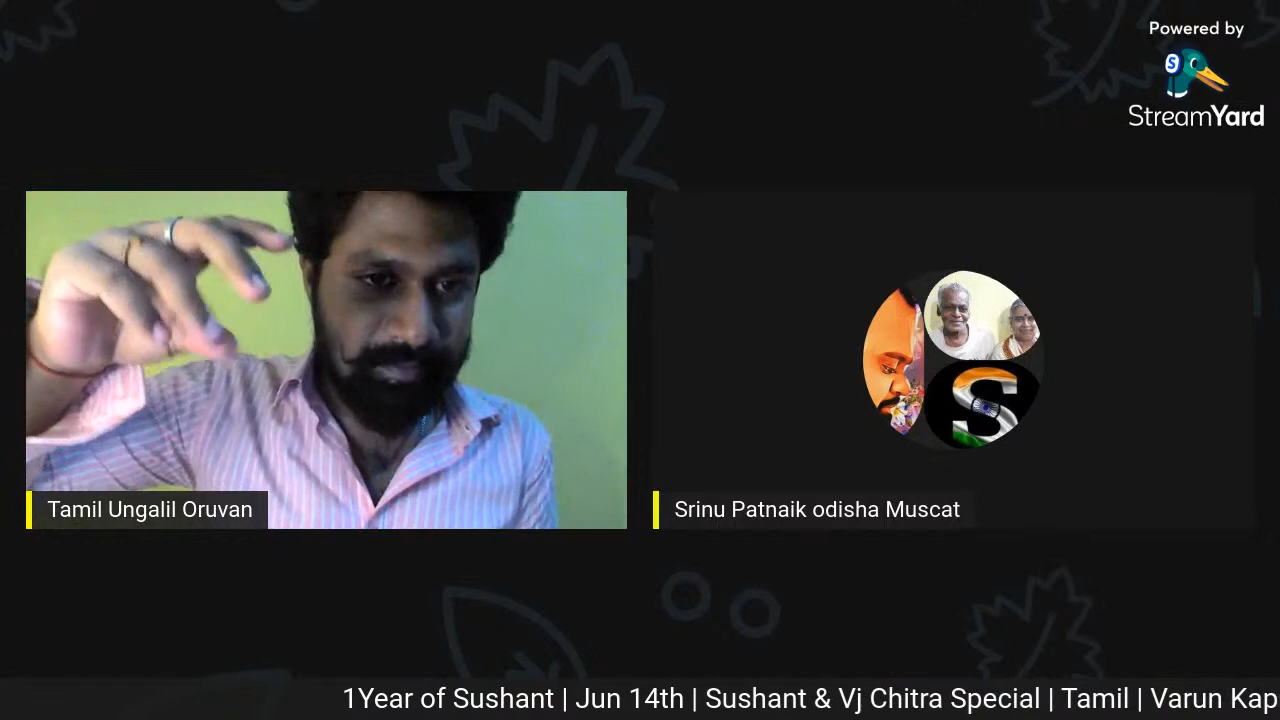 Powered by
S
StreamYard
S
Tamil Ungalil Oruvan
Srinu Patnaik odisha Muscat
1Year of Sushant | Jun 14th | Sushant & Vj Chitra Special | Tamil | Varun Kap